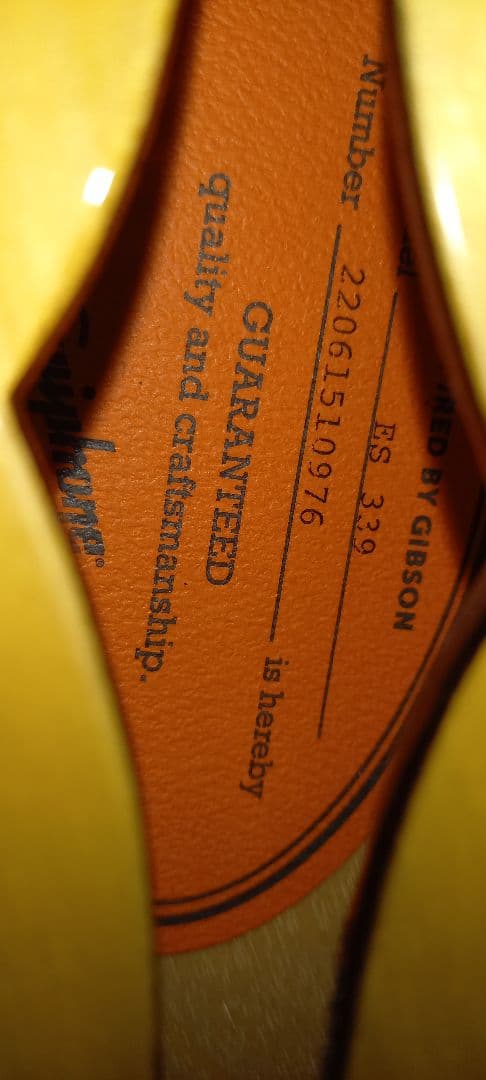 BY GIBSON
ES 339
Number 22061510976 is hereby
GUARANTEED
quality and craftsmanship.